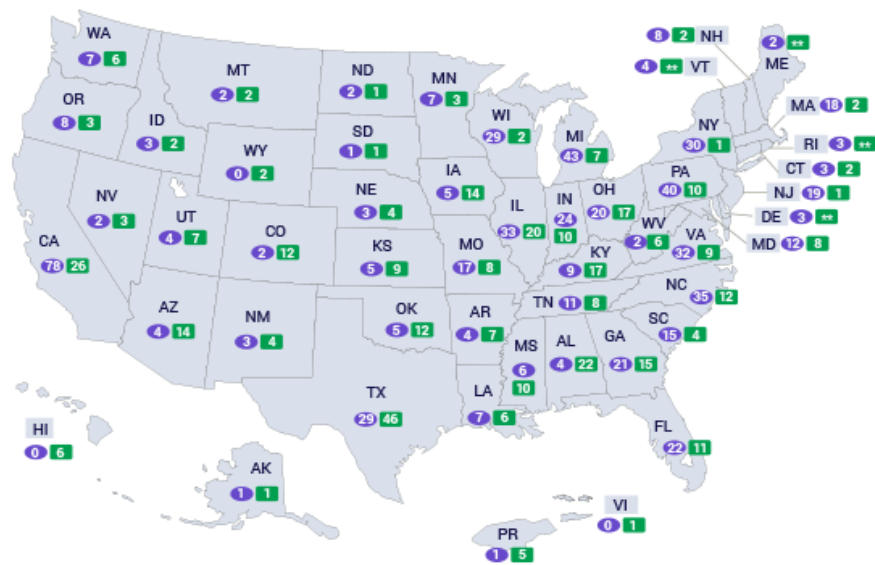 WA
7 6
OR
8 3
CA
78 26
NV
2 3
ID
3 2
MT
2 2
WY
0 2
UT
4 7
AZ
4 14
CO
2 12
NM
3 4
ND
2 1
SD
1 1
NE
3 4
KS
5 9
OK
5 12
TX
29 46
MN
7 3
IA
5 14
MO
17 8
AR
4 7
LA
7 6
WI
29 2
IL
33 20
MI
43 7
IN
24
10
OH
20 17
KY
9 17
TN 11 8
MS
6
10
AL
4 22
GA
21 15
FL
22 11
SC
15 4
NC
35 12
VA
32 9
WV
2 6
PA
40 10
NY
30 1
8 2 NH
4 ** VT
2 **
ME
MA 18 2
RI 3 **
CT 3 2
NJ 19 1
DE 3 **
MD 12 8
HI
0 6
AK
1 1
PR
1 5
VI
0 1